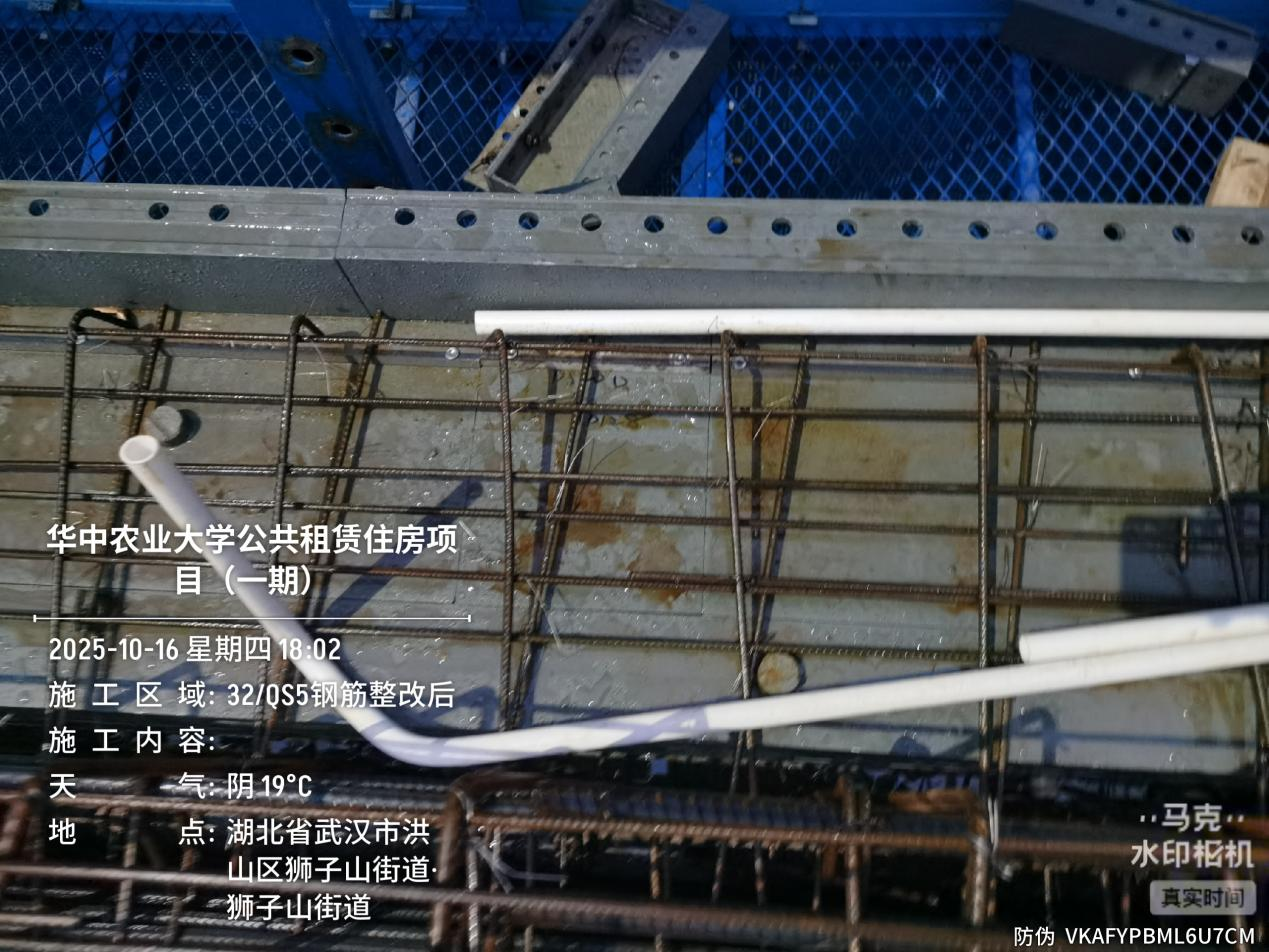 华中农业大学公共租赁住房项
目（一期）
2025-10-16 星期四 18:02
施工区域: 32/QS5钢筋整改后
施工内容:
天气: 阴 19°C
地点: 湖北省武汉市洪
山区狮子山街道·
狮子山街道
马克
水印相机
真实时间
防伪 VKAFYPBML6U7CM